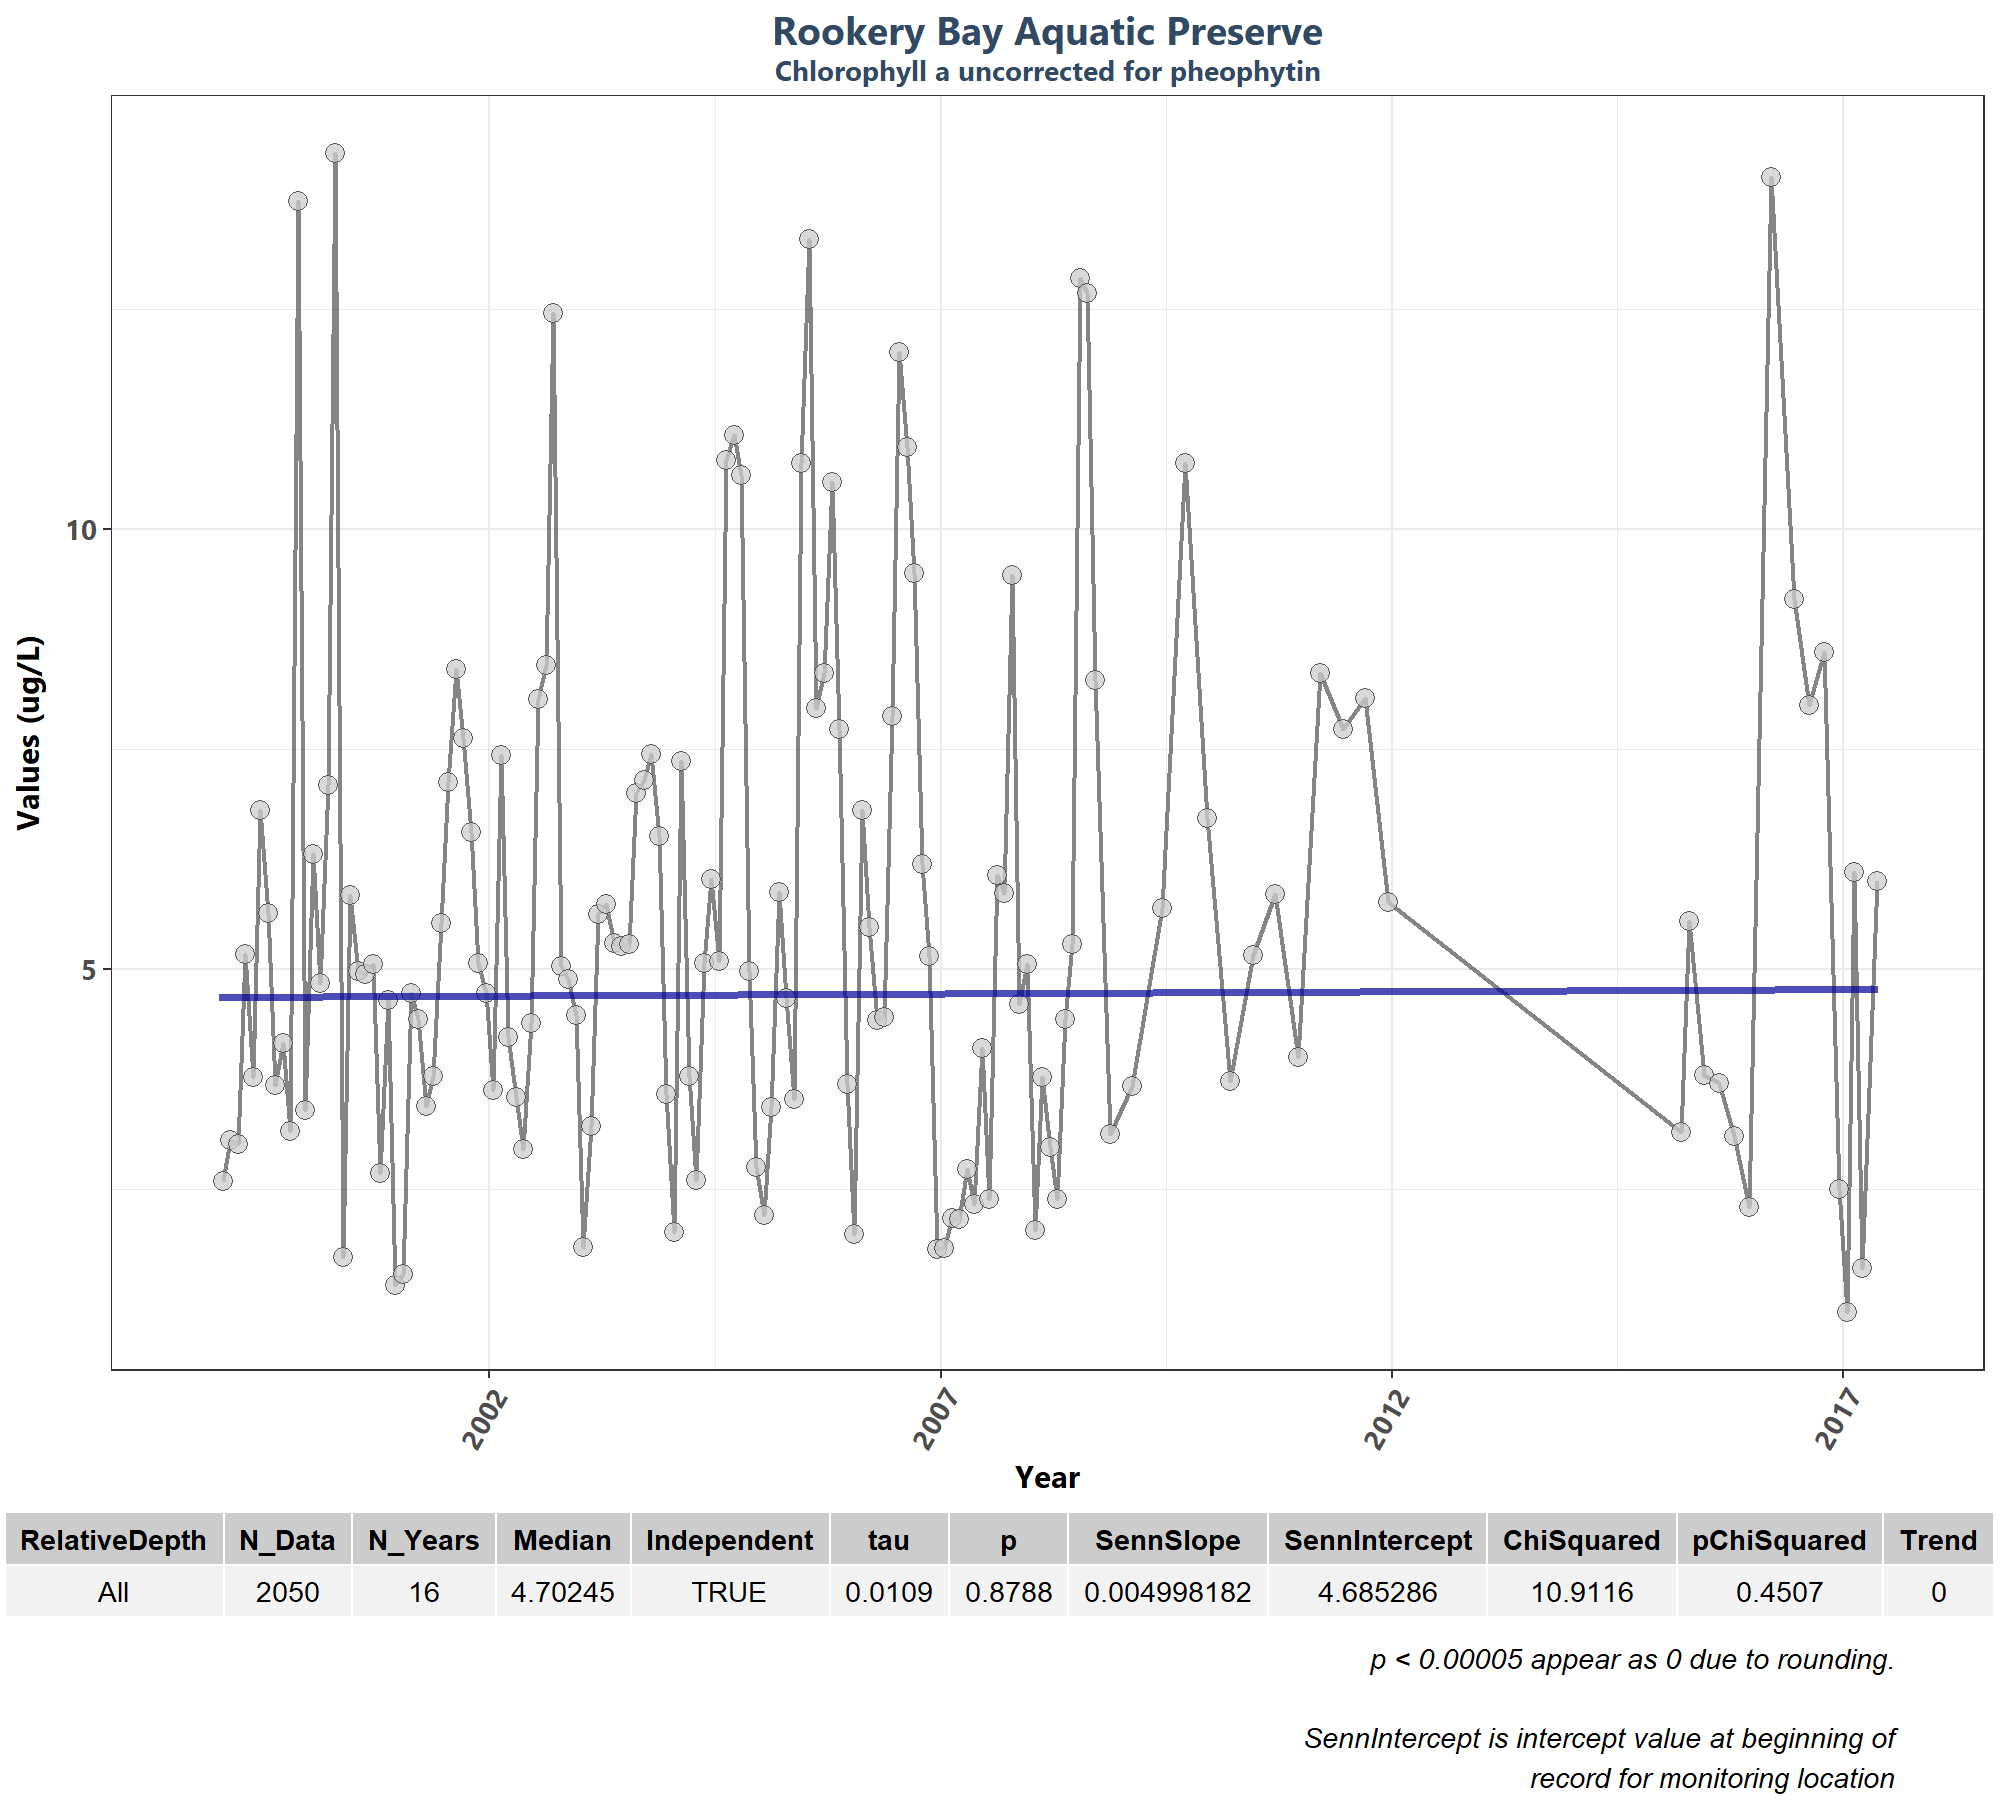 Rookery Bay Aquatic Preserve
Chlorophyll a uncorrected for pheophytin
Values (ug/L)
10
5
2002 2007 2012 2017
Year
RelativeDepth N_Data N_Years Median Independent tau p SennSlope SennIntercept ChiSquared pChiSquared Trend
All 2050 16 4.70245 TRUE 0.0109 0.8788 0.004998182 4.685286 10.9116 0.4507 0
p < 0.00005 appear as 0 due to rounding.
SennIntercept is intercept value at beginning of
record for monitoring location